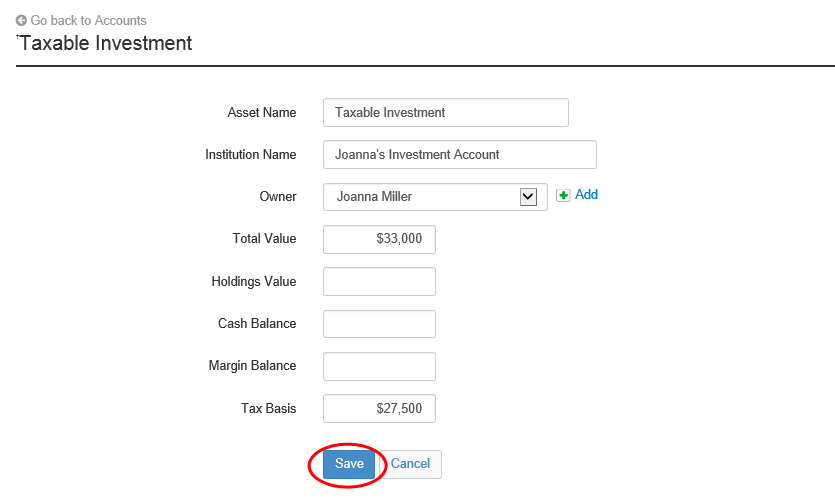 Go back to Accounts
†Taxable Investment
Asset Name Taxable Investment
Institution Name Joanna's Investment Account
Owner Joanna Miller Add
Total Value $33,000
Holdings Value
Cash Balance
Margin Balance
Tax Basis $27,500
Save Cancel